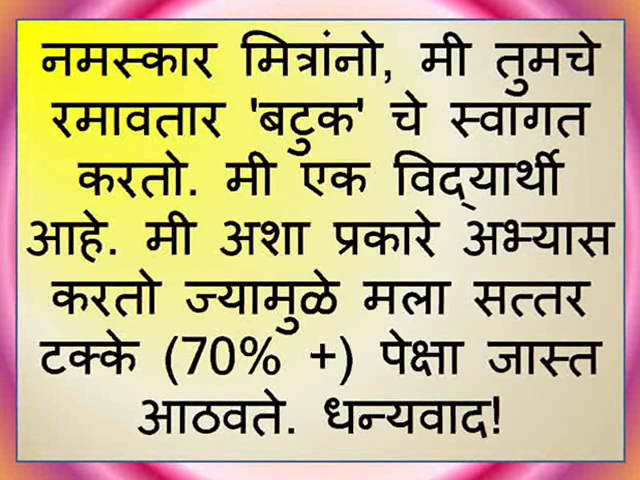 नमस्कार मित्रांनो, मी तुमचे
रमावतार 'बटुक' चे स्वागत
करतो. मी एक विद्‌यार्थी
आहे. मी अशा प्रकारे अभ्यास
करतो ज्यामुळे मला सत्तर
टक्के (70% +) पेक्षा जास्त
आठवते. धन्यवाद!